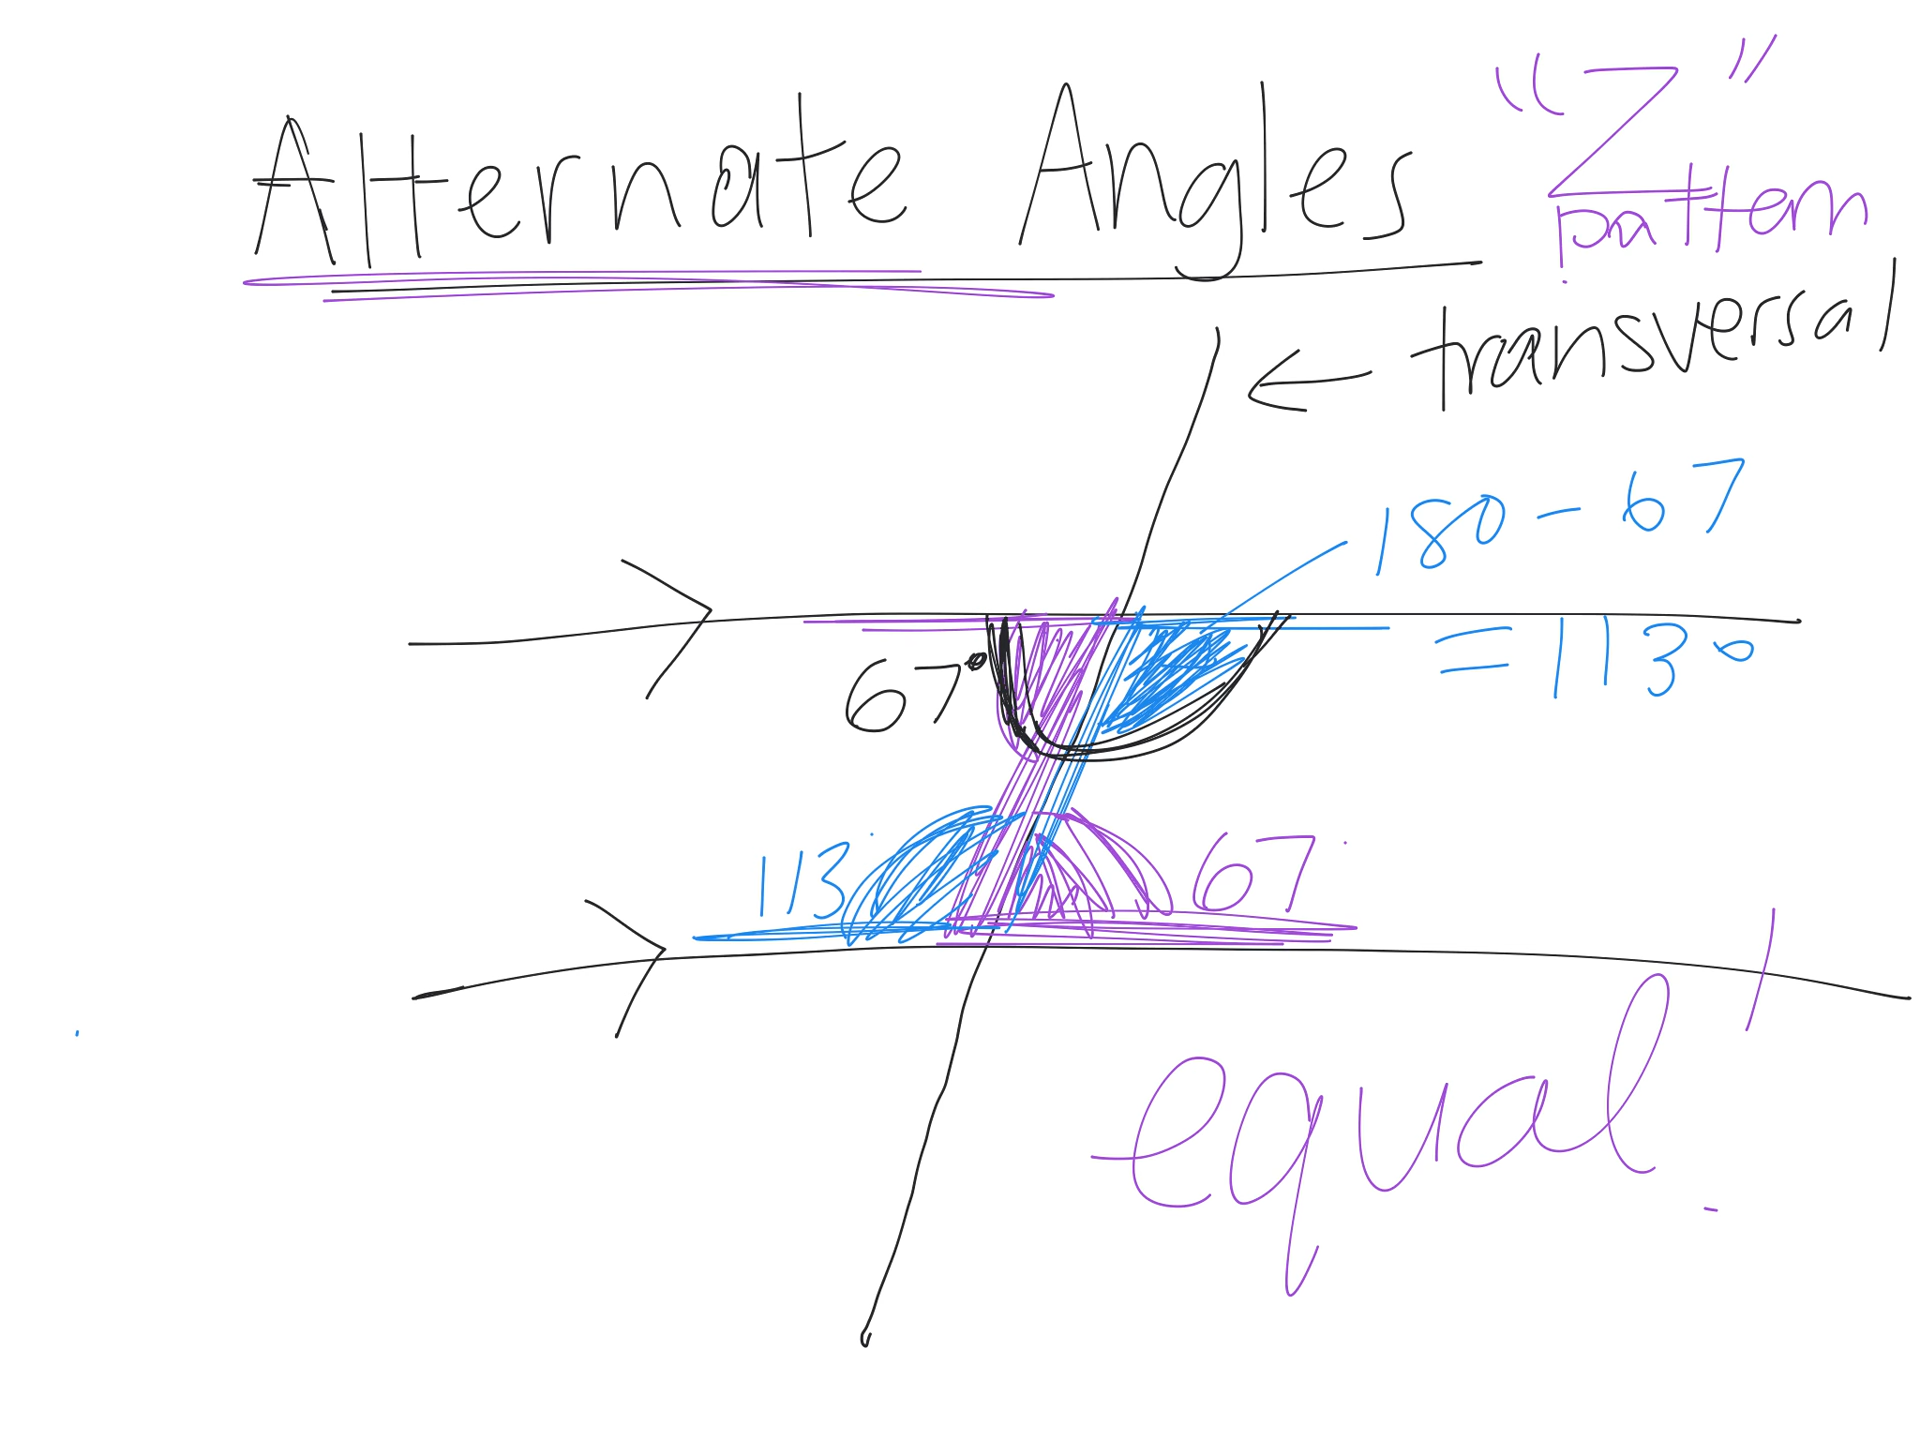 Alternate Angles "Z"
pattern
transversal
180 - 67
= 113°
67°
113°
67°
equal